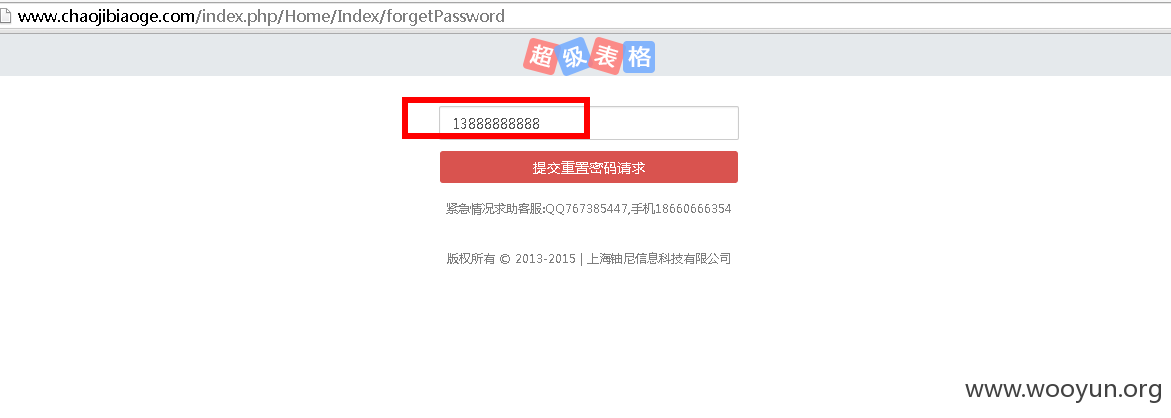 www.chaojibiaoge.com/index.php/Home/Index/forgetPassword
超级表格
13888888888
提交重置密码请求
紧急情况求助客服:QQ767385447,手机18660666354
版权所有 © 2013-2015 | 上海铀尼信息科技有限公司
www.wooyun.org